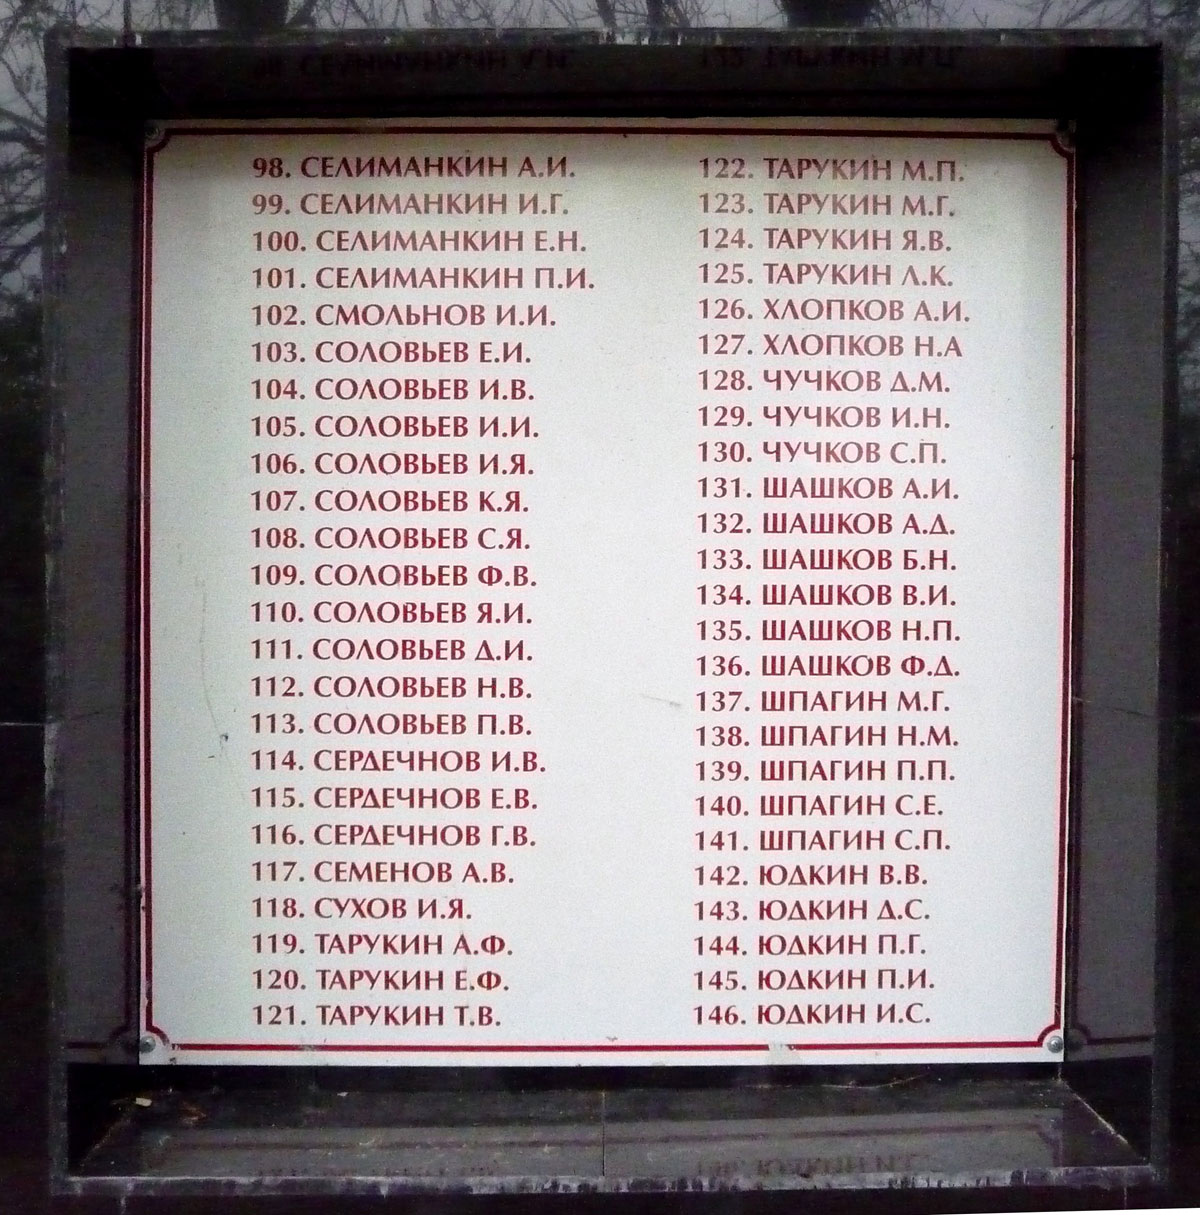 98. СЕЛИМАНКИН А.И.
99. СЕЛИМАНКИН И.Г.
100. СЕЛИМАНКИН Е.Н.
101. СЕЛИМАНКИН П.И.
102. СМОЛЬНОВ И.И.
103. СОЛОВЬЕВ Е.И.
104. СОЛОВЬЕВ И.В.
105. СОЛОВЬЕВ И.И.
106. СОЛОВЬЕВ И.Я.
107. СОЛОВЬЕВ К.Я.
108. СОЛОВЬЕВ С.Я.
109. СОЛОВЬЕВ Ф.В.
110. СОЛОВЬЕВ Я.И.
111. СОЛОВЬЕВ Д.И.
112. СОЛОВЬЕВ Н.В.
113. СОЛОВЬЕВ П.В.
114. СЕРДЕЧНОВ И.В.
115. СЕРДЕЧНОВ Е.В.
116. СЕРДЕЧНОВ Г.В.
117. СЕМЕНОВ А.В.
118. СУХОВ И.Я.
119. ТАРУКИН А.Ф.
120. ТАРУКИН Е.Ф.
121. ТАРУКИН Т.В.
122. ТАРУКИН М.П.
123. ТАРУКИН М.Г.
124. ТАРУКИН Я.В.
125. ТАРУКИН Л.К.
126. ХЛОПКОВ А.И.
127. ХЛОПКОВ Н.А
128. ЧУЧКОВ Д.М.
129. ЧУЧКОВ И.Н.
130. ЧУЧКОВ С.П.
131. ШАШКОВ А.И.
132. ШАШКОВ А.Д.
133. ШАШКОВ Б.Н.
134. ШАШКОВ В.И.
135. ШАШКОВ Н.П.
136. ШАШКОВ Ф.Д.
137. ШПАГИН М.Г.
138. ШПАГИН Н.М.
139. ШПАГИН П.П.
140. ШПАГИН С.Е.
141. ШПАГИН С.П.
142. ЮДКИН В.В.
143. ЮДКИН Д.С.
144. ЮДКИН П.Г.
145. ЮДКИН П.И.
146. ЮДКИН И.С.